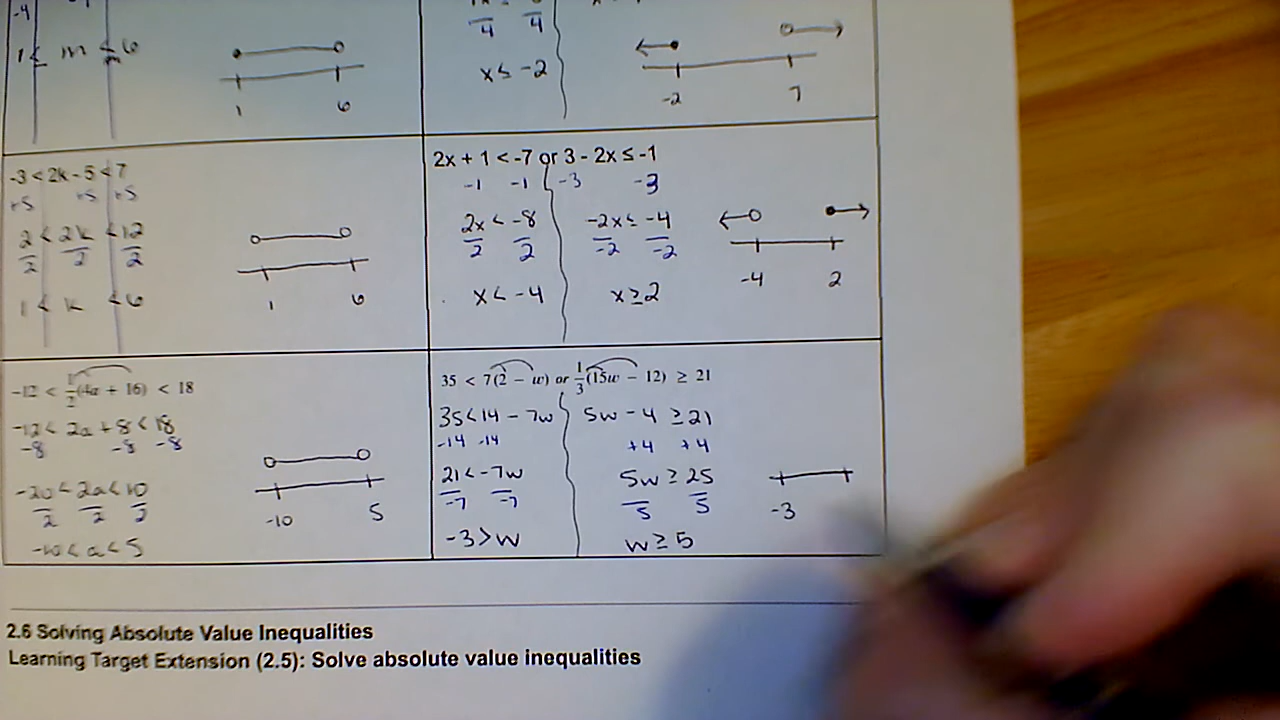 -4
1 ≤ m < 6
m
1
6
4 4
x ≤ -2
-2
7
-3 < 2k - 5 < 7
+5 +5 +5
2 < 2k < 12
2 2 2
1 < k < 6
1
6
2x + 1 < -7 or 3 - 2x ≤ -1
-1 -1 -3 -3
2x < -8 -2x ≤ -4
2 2 -2 -2
x < -4 x ≥ 2
-4
2
-12 < 1/2(4a + 16) < 18
-12 < 2a + 8 < 18
-8 -8 -8
-20 < 2a < 10
2 2 2
-10 < a < 5
-10
5
35 < 7(2 - w) or 1/3(15w - 12) ≥ 21
35 < 14 - 7w 5w - 4 ≥ 21
-14 -14 +4 +4
21 < -7w 5w ≥ 25
-7 -7 5 5
-3 > w w ≥ 5
-3
2.6 Solving Absolute Value Inequalities
Learning Target Extension (2.5): Solve absolute value inequalities